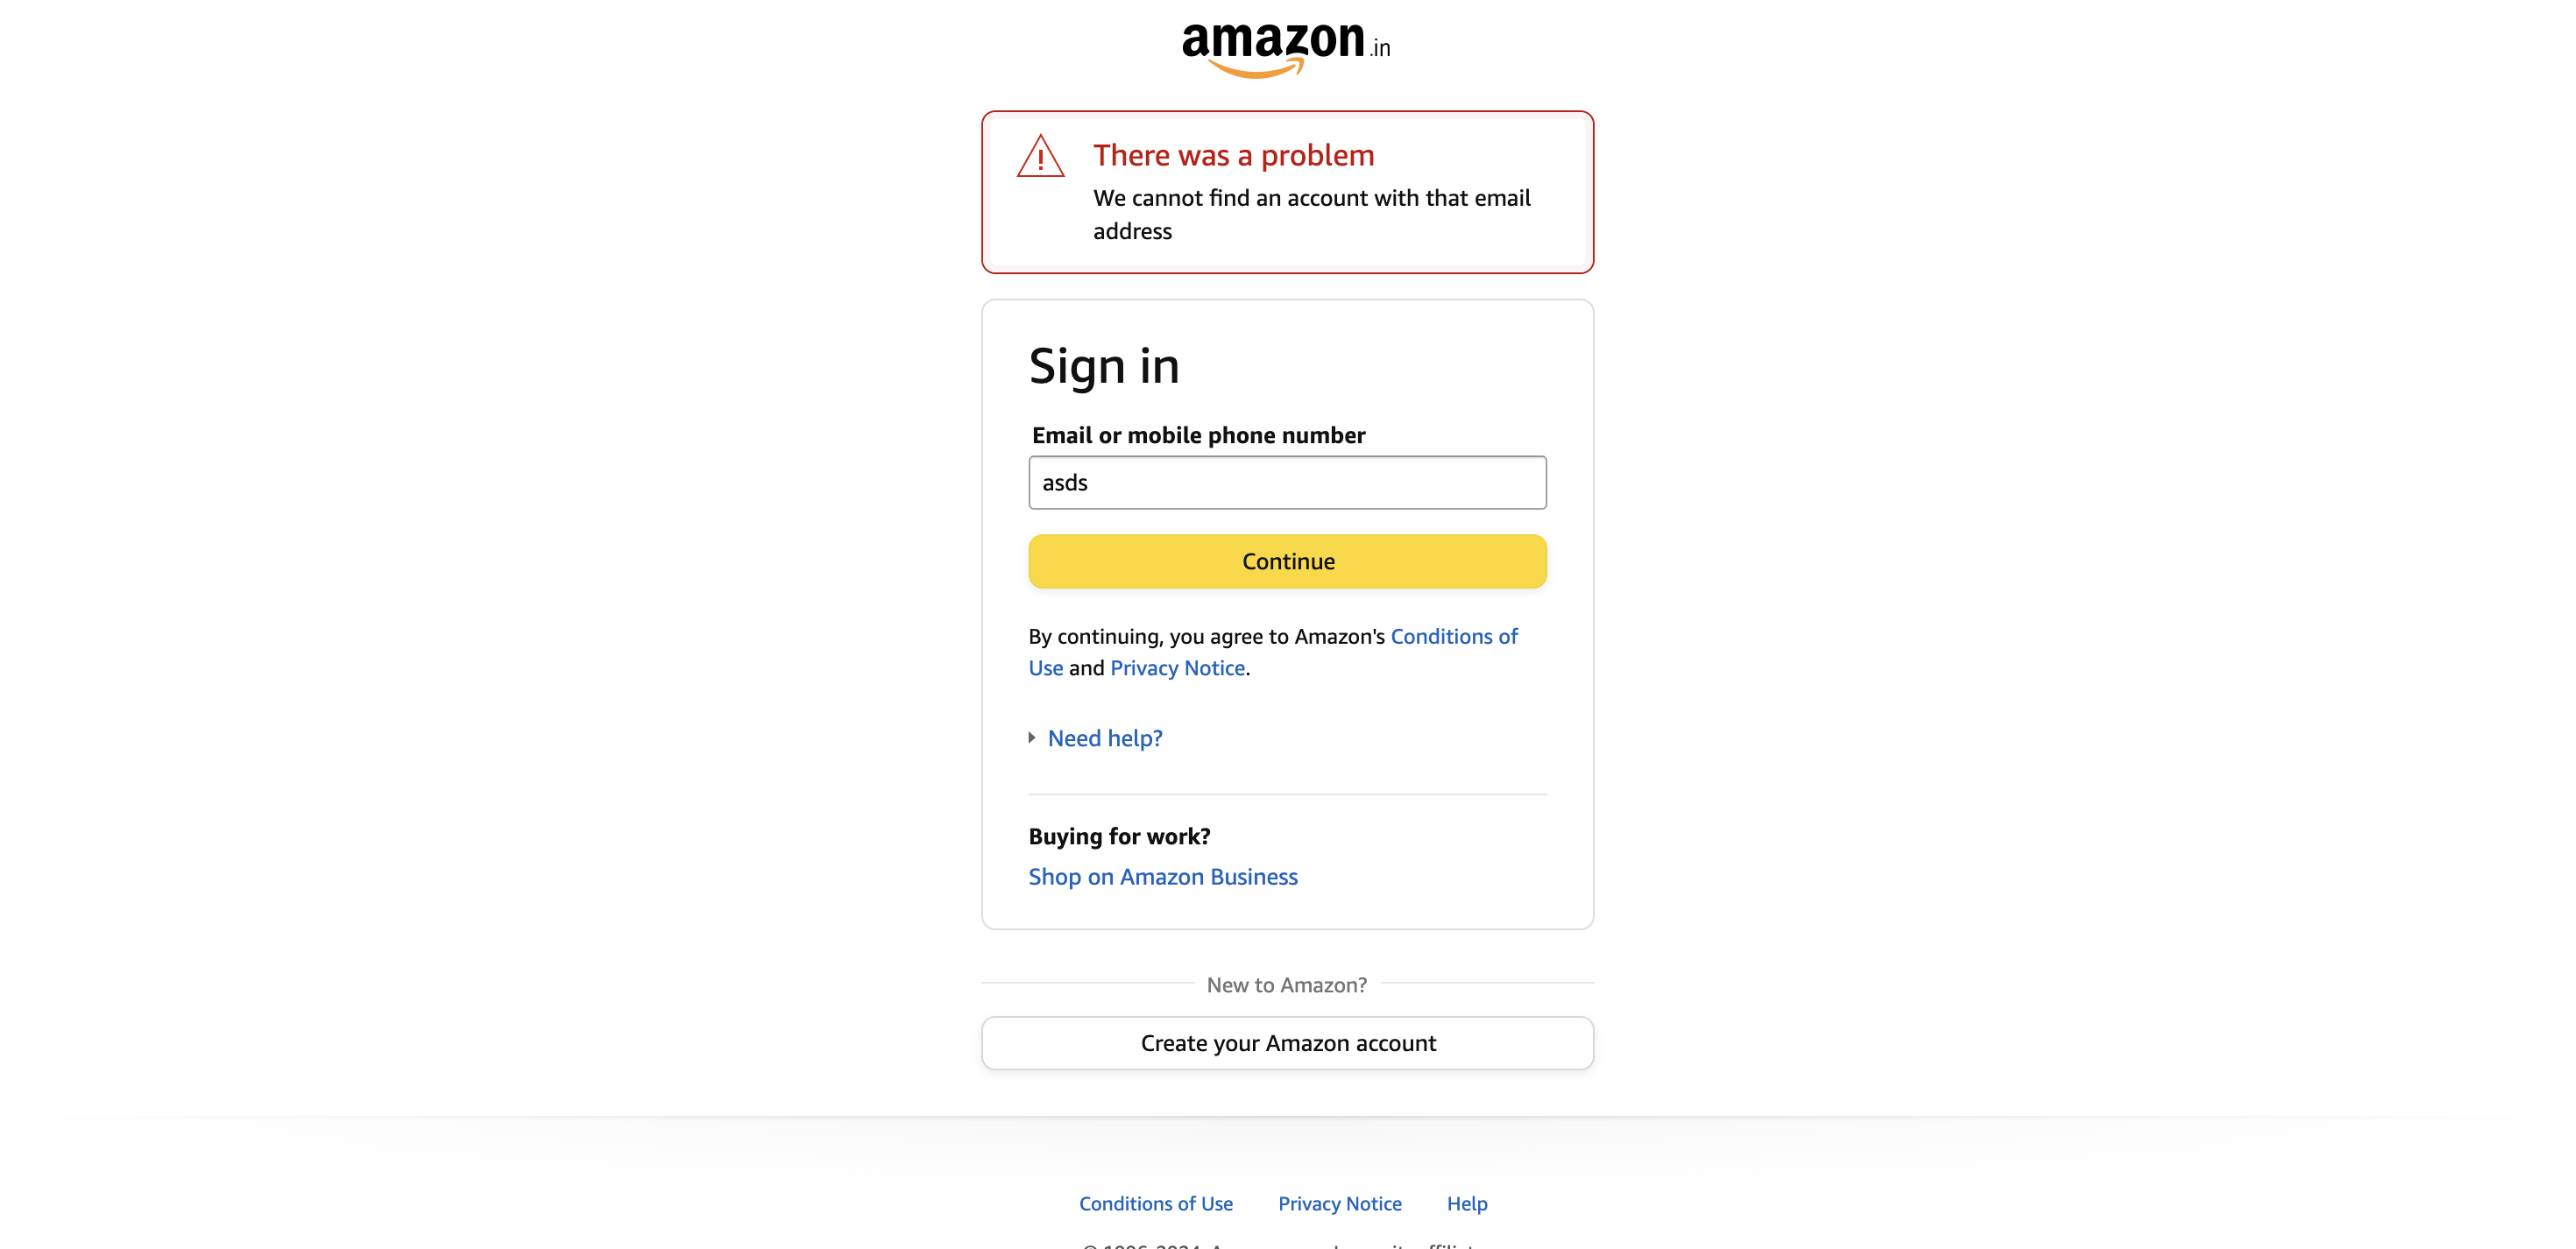 amazon.in
There was a problem
We cannot find an account with that email
address
Sign in
Email or mobile phone number
asds
Continue
By continuing, you agree to Amazon's Conditions of
Use and Privacy Notice.
Need help?
Buying for work?
Shop on Amazon Business
New to Amazon?
Create your Amazon account
Conditions of Use Privacy Notice Help